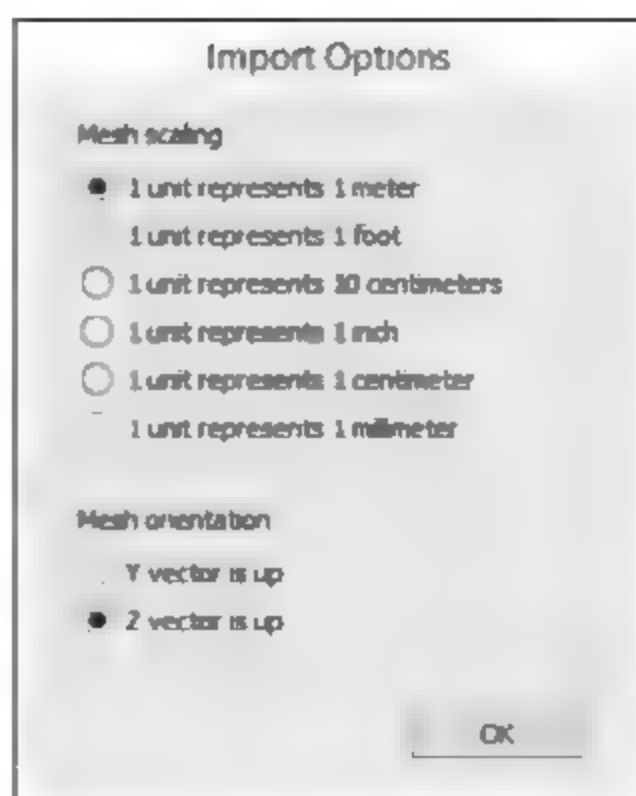 Import Options
Mesh scaling
1 unit represents 1 meter
1 unit represents 1 foot
1 unit represents 10 centimeters
1 unit represents 1 inch
1 unit represents 1 centimeter
1 unit represents 1 millimeter
Mesh orientation
Y vector is up
Z vector is up
OK